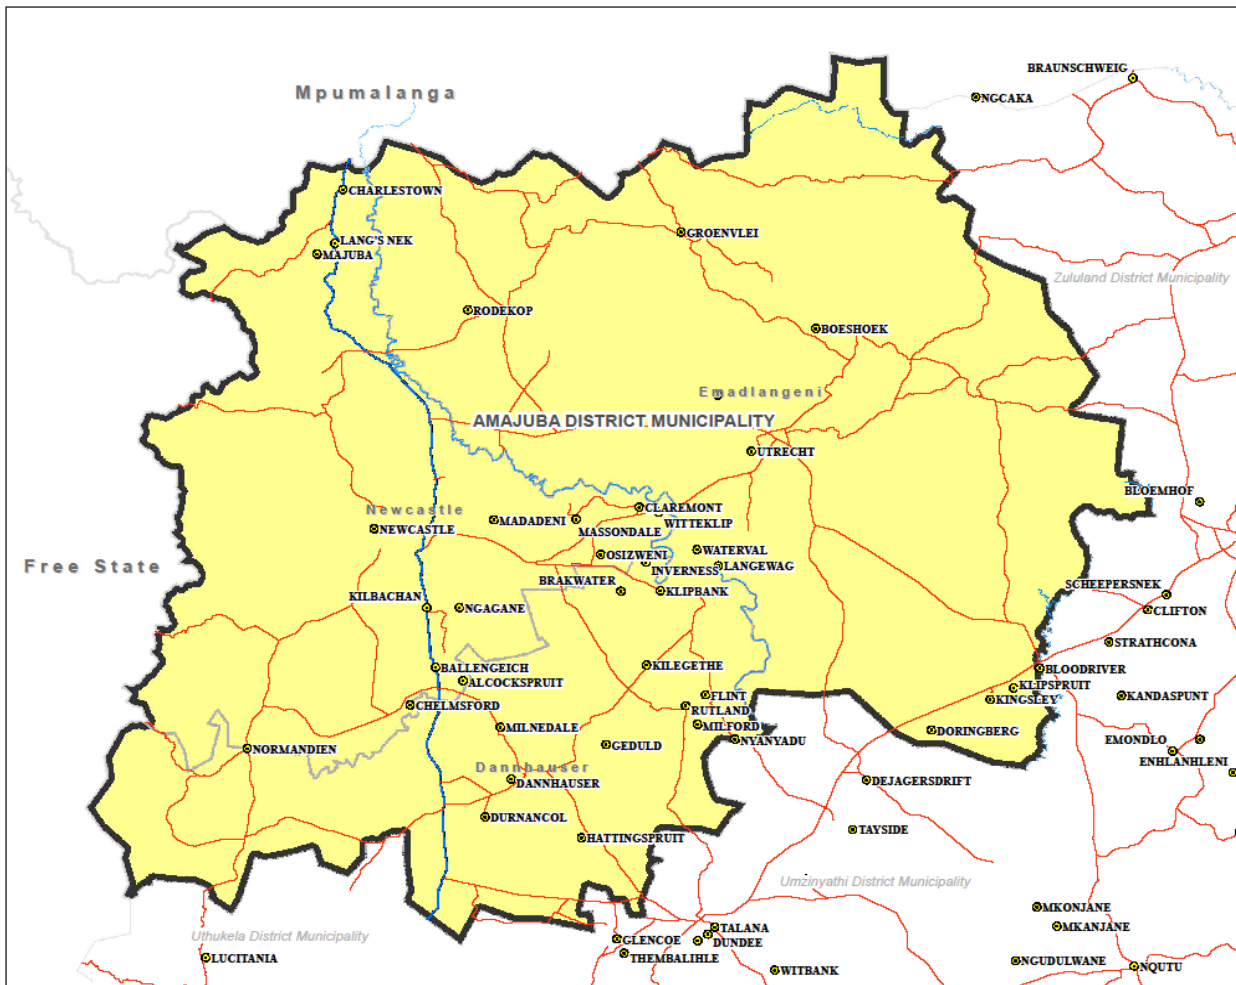 BRAUNSCHWEIG
Mpumalanga
NGCAKA
CHARLESTOWN
GROENVLEI
LANG'S NEK
MAJUBA
Zululand District Municipality
RODEKOP
BOESHOEK
Emadlangeni
AMAJUBA DISTRICT MUNICIPALITY
UTRECHT
BLOEMHOF
Newcastle
CLAREMONT
MADADENI
WITTEKLIP
NEWCASTLE
MASSONDALE
OSIZWENI
WATERVAL
Free State
INVERNESS
LANGEWAG
BRAKWATER
KLIPBANK
SCHEEPERSNEK
KILBACHAN
NGAGANE
CLIFTON
STRATHCONA
BALLENGEICH
KILEGETHE
BLOODRIVER
ALCOCKSPRUIT
KLIPSPRUIT
FLINT
KANDASPUNT
CHELMSFORD
RUTLAND
KINGSLEY
MILNEDALE
MILFORD
DORINGBERG
NYANYADU
EMONDLO
NORMANDIEN
GEDULD
ENHLANHLENI
Dannhauser
DANNHAUSER
DEJAGERSDRIFT
DURNANCOL
TAYSIDE
HATTINGSPRUIT
Umzinyathi District Municipality
MKONJANE
Uthukela District Municipality
TALANA
MKANJANE
GLENCOE
DUNDEE
LUCITANIA
THEMBALIHLE
NGUDULWANE
WITBANK
NQUTU